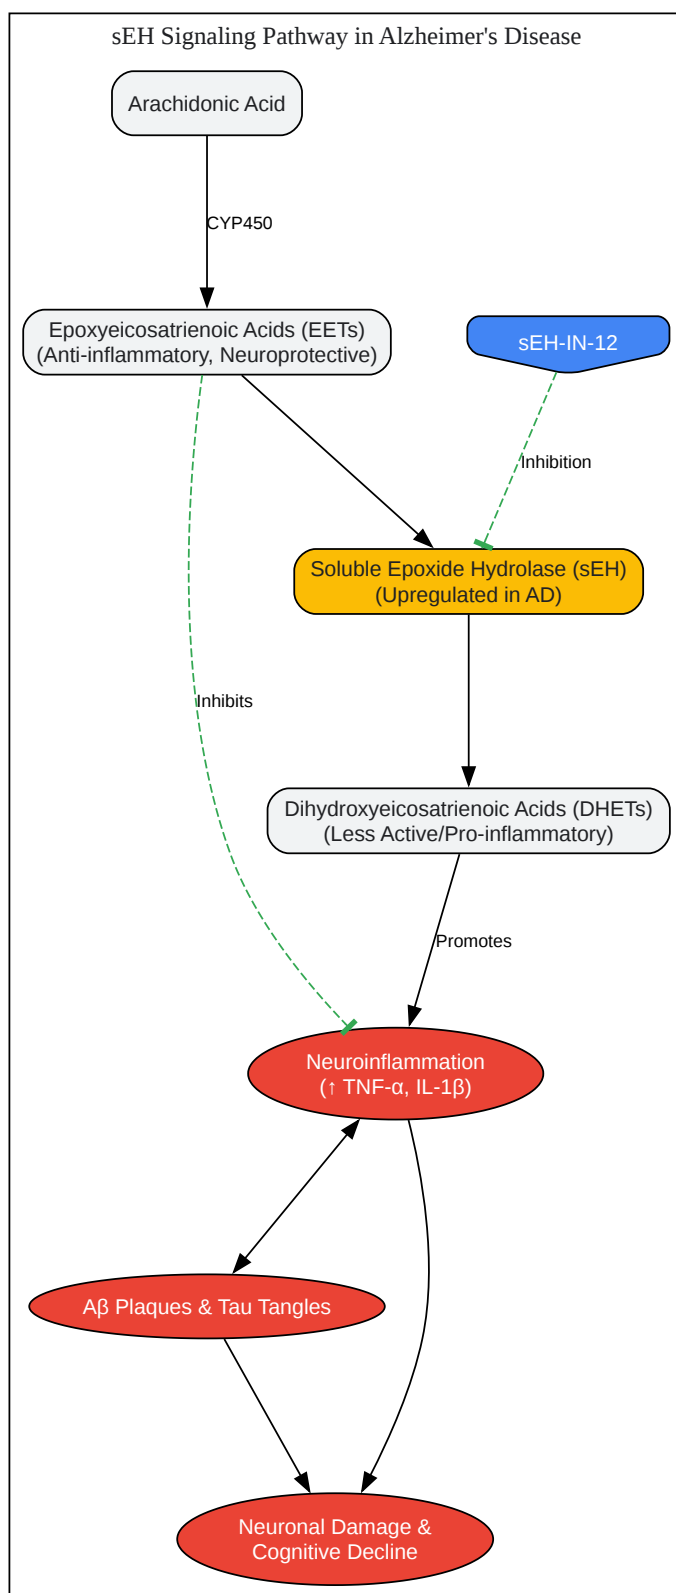 sEH Signaling Pathway in Alzheimer's Disease
Arachidonic Acid
CYP450
Epoxyeicosatrienoic Acids (EETs)
(Anti-inflammatory, Neuroprotective)
sEH-IN-12
Inhibition
Soluble Epoxide Hydrolase (sEH)
(Upregulated in AD)
Inhibits
Dihydroxyeicosatrienoic Acids (DHETs)
(Less Active/Pro-inflammatory)
Promotes
Neuroinflammation
(↑ TNF-α, IL-1β)
Aβ Plaques & Tau Tangles
Neuronal Damage &
Cognitive Decline